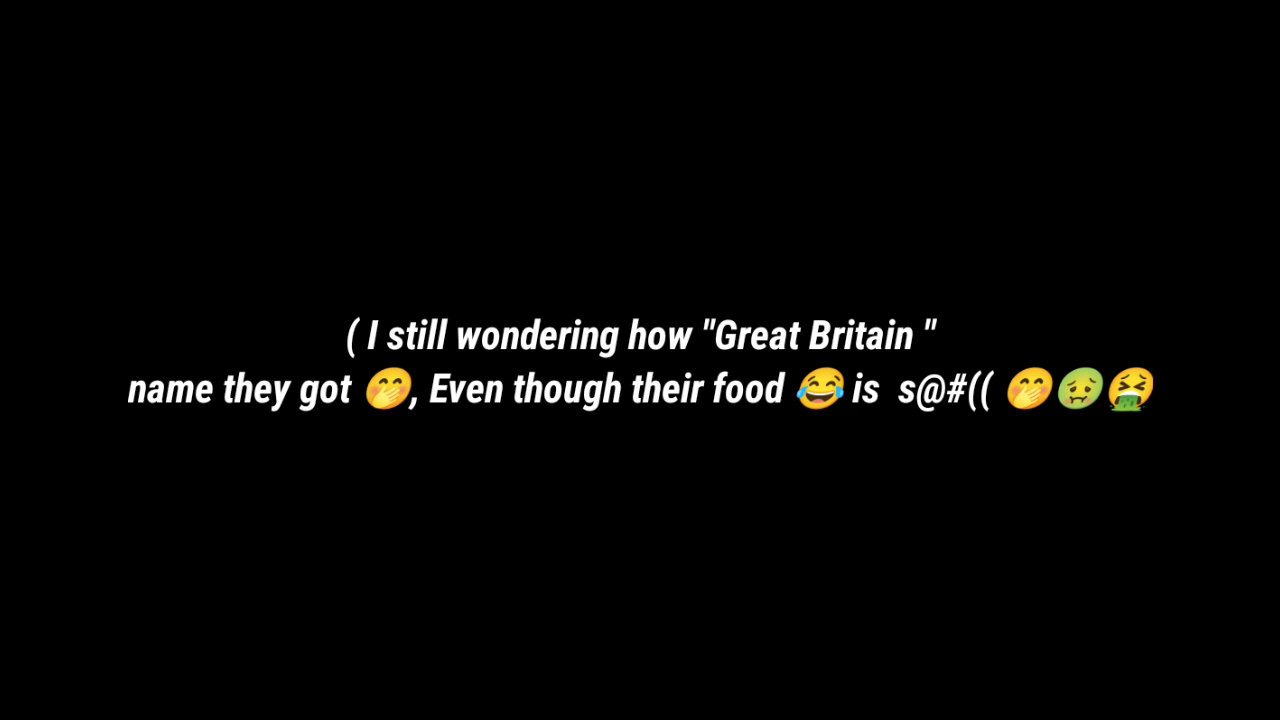 ( I still wondering how "Great Britain "
name they got 🤭, Even though their food 😂 is  s@#(( 🤭🤢🤮